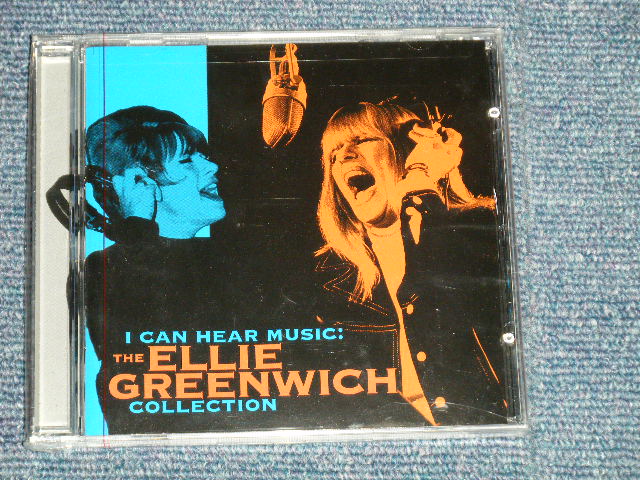 I CAN HEAR MUSIC:
THE ELLIE
GREENWICH
COLLECTION